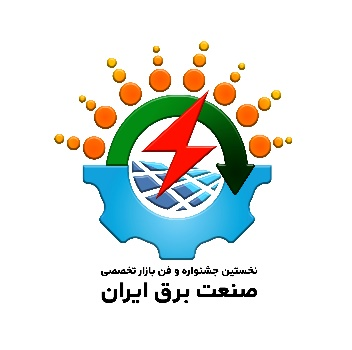 نخستین جشنواره و فن بازار تخصصی
صنعت برق ایران